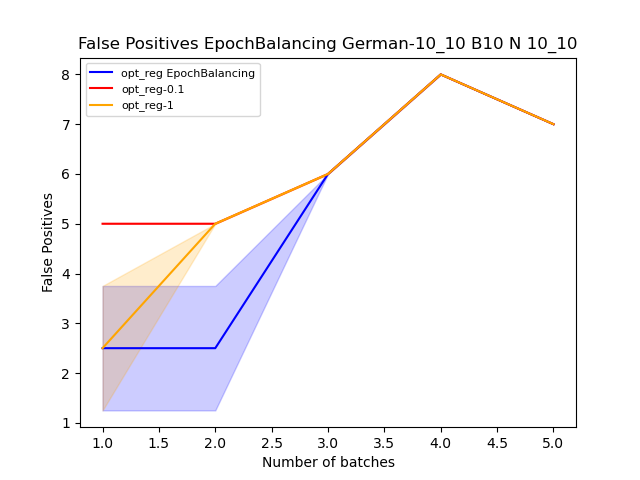 False Positives EpochBalancing German-10_10 B10 N 10_10
opt_reg EpochBalancing
opt_reg-0.1
opt_reg-1
8
7
6
5
4
3
2
1
False Positives
1.0 1.5 2.0 2.5 3.0 3.5 4.0 4.5 5.0
Number of batches